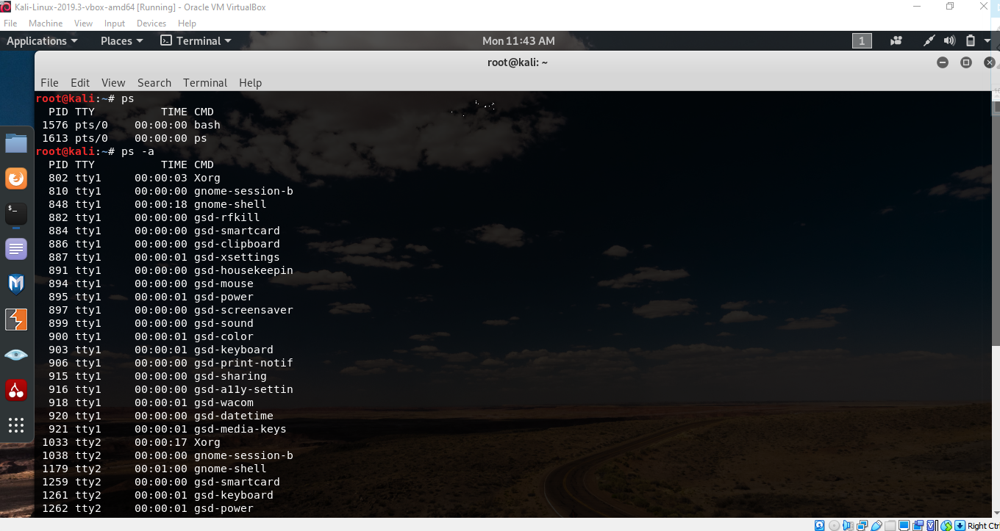 Kali-Linux-2019.3-vbox-amd64 [Running] - Oracle VM VirtualBox
File Machine View Input Devices Help
Applications Places Terminal Mon 11:43 AM 1
root@kali: ~
File Edit View Search Terminal Help
root@kali:~# ps
PID TTY TIME CMD
1576 pts/0 00:00:00 bash
1613 pts/0 00:00:00 ps
root@kali:~# ps -a
PID TTY TIME CMD
802 tty1 00:00:03 Xorg
810 tty1 00:00:00 gnome-session-b
848 tty1 00:00:18 gnome-shell
882 tty1 00:00:00 gsd-rfkill
884 tty1 00:00:00 gsd-smartcard
886 tty1 00:00:00 gsd-clipboard
887 tty1 00:00:01 gsd-xsettings
891 tty1 00:00:00 gsd-housekeepin
894 tty1 00:00:00 gsd-mouse
895 tty1 00:00:01 gsd-power
897 tty1 00:00:00 gsd-screensaver
899 tty1 00:00:00 gsd-sound
900 tty1 00:00:01 gsd-color
903 tty1 00:00:01 gsd-keyboard
906 tty1 00:00:00 gsd-print-notif
915 tty1 00:00:00 gsd-sharing
916 tty1 00:00:00 gsd-a11y-settin
918 tty1 00:00:01 gsd-wacom
920 tty1 00:00:00 gsd-datetime
921 tty1 00:00:01 gsd-media-keys
1033 tty2 00:00:17 Xorg
1038 tty2 00:00:00 gnome-session-b
1179 tty2 00:01:00 gnome-shell
1259 tty2 00:00:00 gsd-smartcard
1261 tty2 00:00:01 gsd-keyboard
1262 tty2 00:00:01 gsd-power
Right Ctr